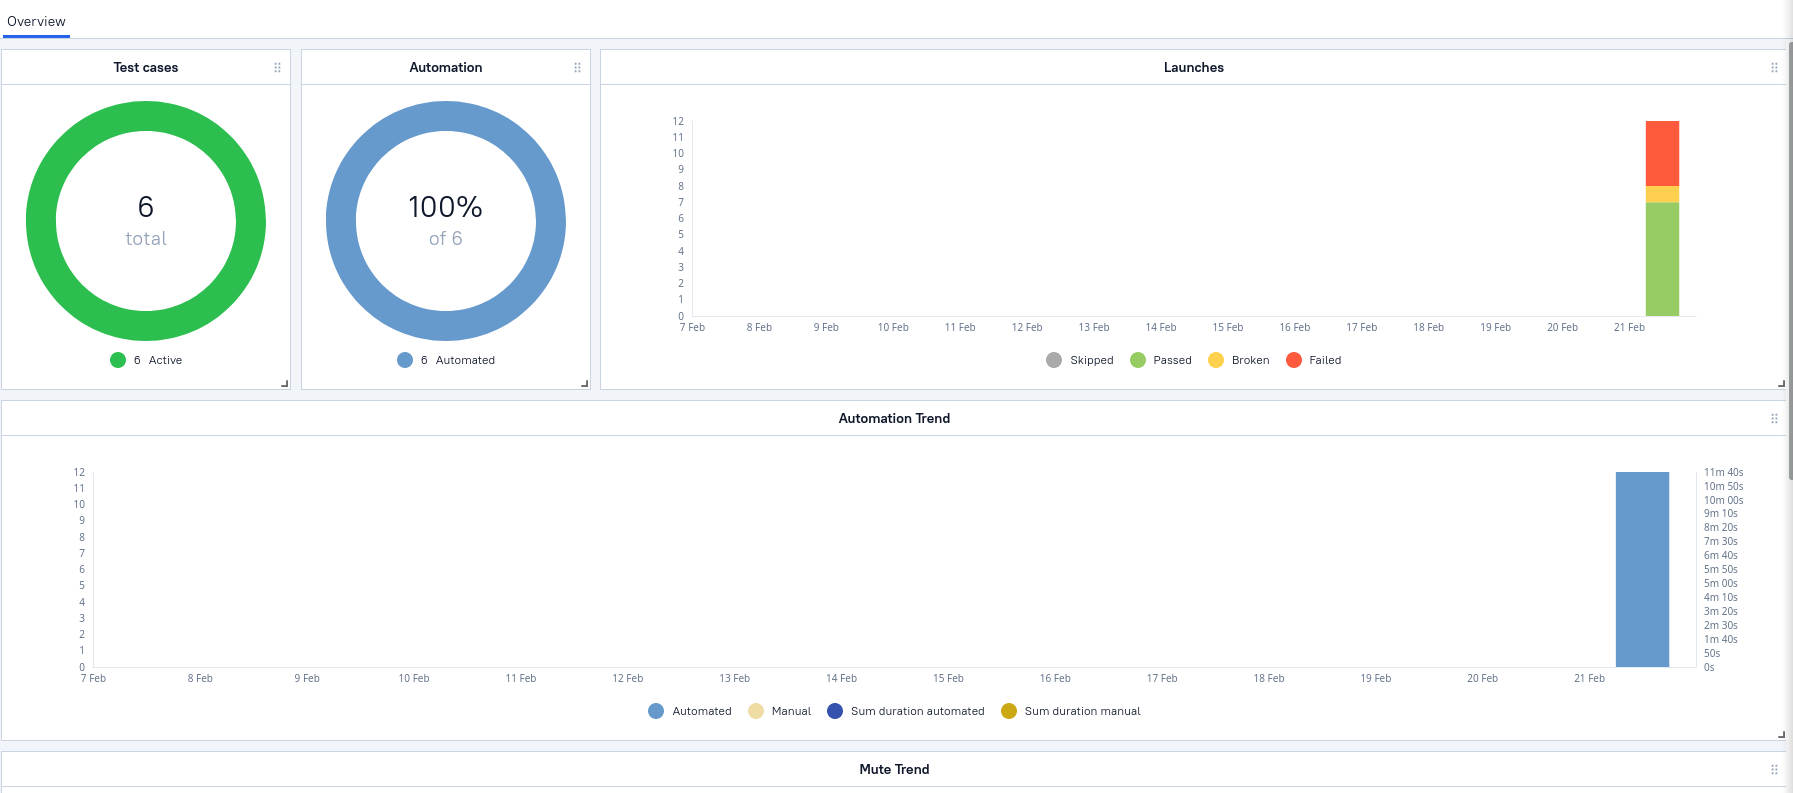 Overview
Test cases
6
total
6 Active
Automation
100%
of 6
6 Automated
Launches
12
11
10
9
8
7
6
5
4
3
2
1
0
7 Feb 8 Feb 9 Feb 10 Feb 11 Feb 12 Feb 13 Feb 14 Feb 15 Feb 16 Feb 17 Feb 18 Feb 19 Feb 20 Feb 21 Feb
Skipped Passed Broken Failed
Automation Trend
12
11
10
9
8
7
6
5
4
3
2
1
0
11m 40s
10m 50s
10m 00s
9m 10s
8m 20s
7m 30s
6m 40s
5m 50s
5m 00s
4m 10s
3m 20s
2m 30s
1m 40s
50s
0s
7 Feb 8 Feb 9 Feb 10 Feb 11 Feb 12 Feb 13 Feb 14 Feb 15 Feb 16 Feb 17 Feb 18 Feb 19 Feb 20 Feb 21 Feb
Automated Manual Sum duration automated Sum duration manual
Mute Trend